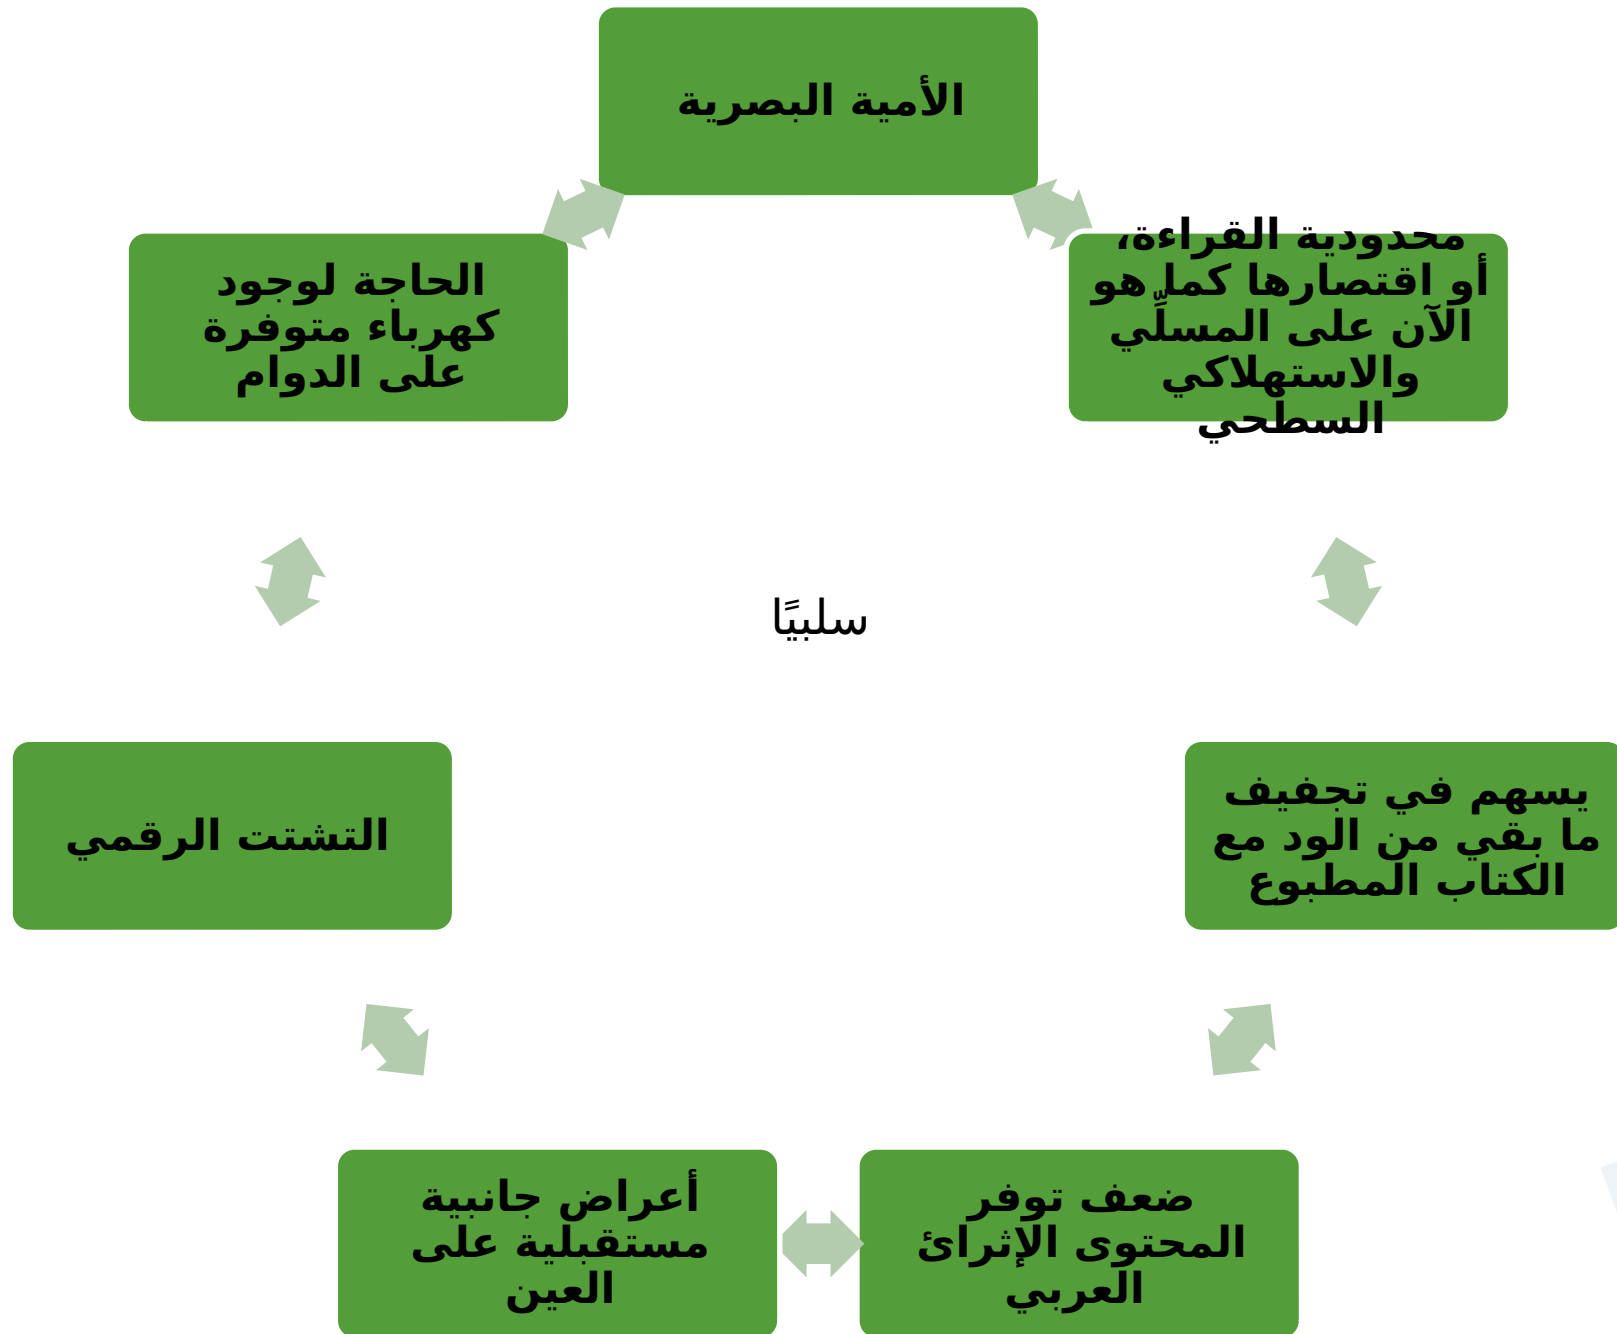 الأمية البصرية
محدودية القراءة،
أو اقتصارها كما هو
الآن على المسلِّي
والاستهلاكي
السطحي
الحاجة لوجود
كهرباء متوفرة
على الدوام
سلبيًا
يسهم في تجفيف
ما بقي من الود مع
الكتاب المطبوع
التشتت الرقمي
ضعف توفر
المحتوى الإثرائ
العربي
أعراض جانبية
مستقبلية على
العين